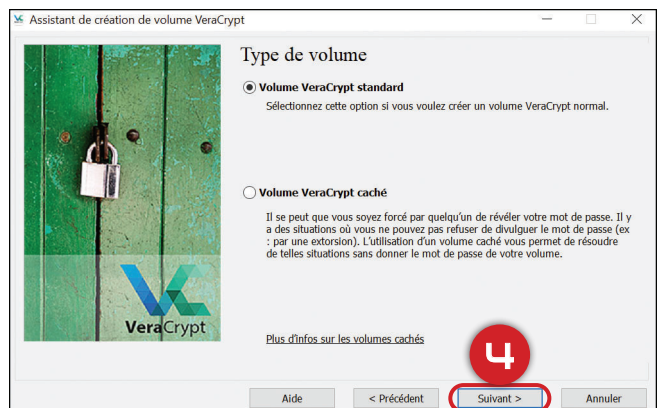 Assistant de création de volume VeraCrypt
Type de volume
Volume VeraCrypt standard
Sélectionnez cette option si vous voulez créer un volume VeraCrypt normal.
Volume VeraCrypt caché
Il se peut que vous soyez forcé par quelqu'un de révéler votre mot de passe. Il y
a des situations où vous ne pouvez pas refuser de divulguer le mot de passe (ex
: par une extorsion). L'utilisation d'un volume caché vous permet de résoudre
de telles situations sans donner le mot de passe de votre volume.
VeraCrypt
Plus d'infos sur les volumes cachés
4
Aide
< Précédent
Suivant >
Annuler